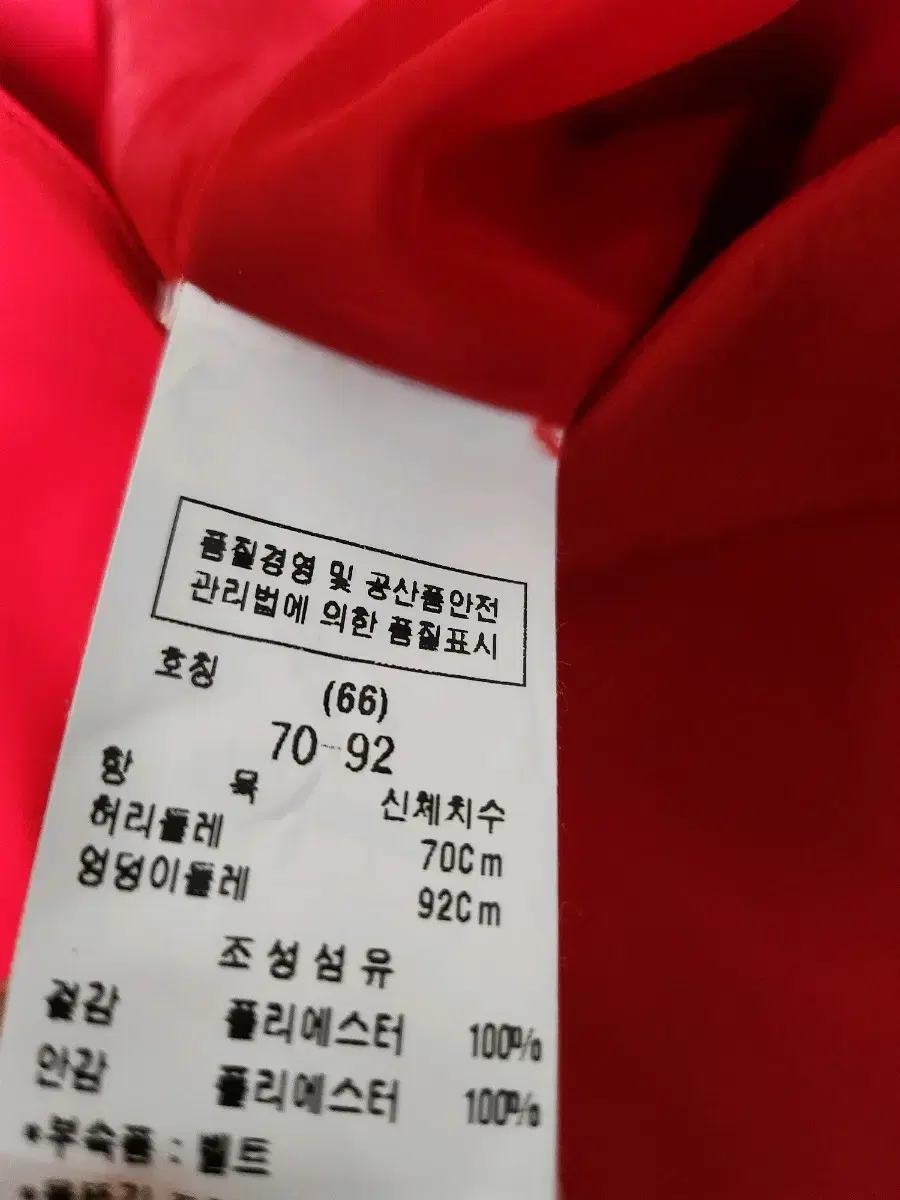 품질경영 및 공산품안전
관리법에 의한 품질표시
호칭 (66)
70-92
항 목 신체치수
허리둘레 70Cm
엉덩이둘레 92Cm
조성섬유
겉감 폴리에스터 100%
안감 폴리에스터 100%
*부속품 : 벨트